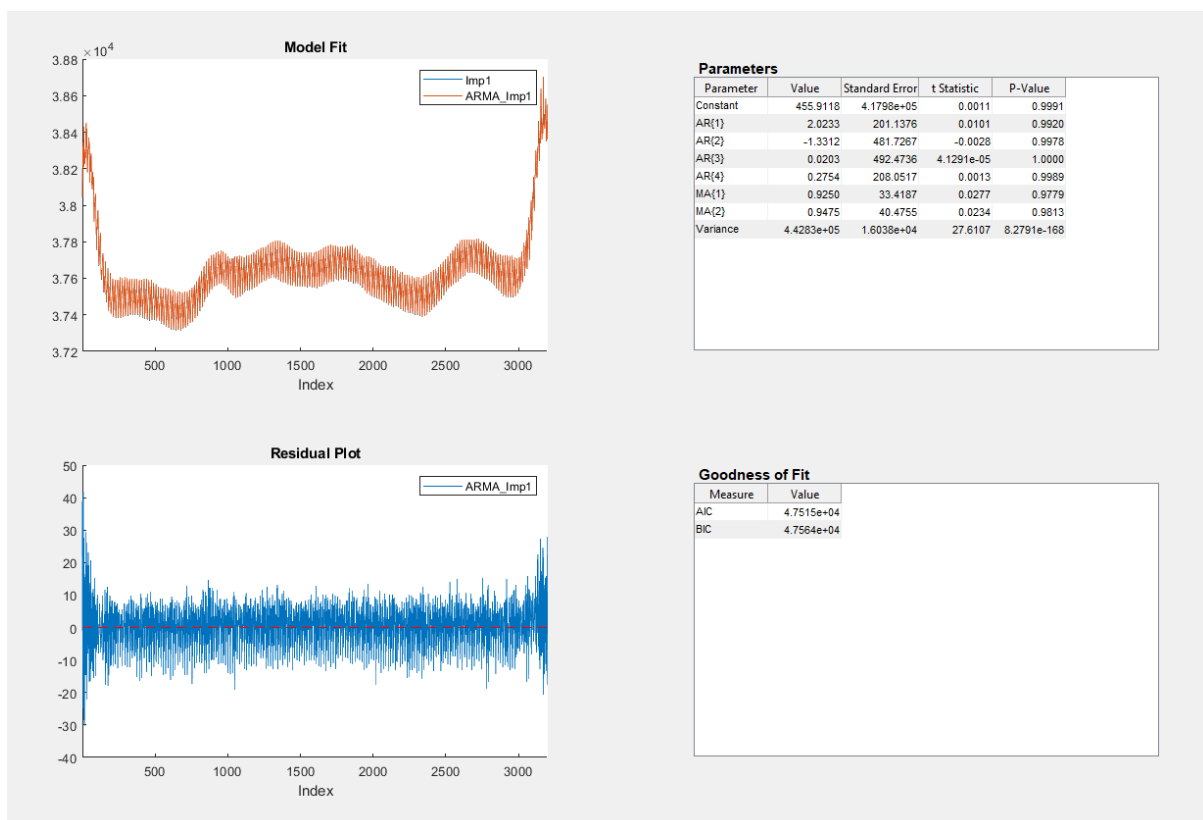 Model Fit
× 10^4
3.88
3.86
3.84
3.82
3.8
3.78
3.76
3.74
3.72
Imp1
ARMA_Imp1
500 1000 1500 2000 2500 3000
Index
Parameters
Parameter Value Standard Error t Statistic P-Value
Constant 455.9118 4.1798e+05 0.0011 0.9991
AR{1} 2.0233 201.1376 0.0101 0.9920
AR{2} -1.3312 481.7267 -0.0028 0.9978
AR{3} 0.0203 492.4736 4.1291e-05 1.0000
AR{4} 0.2754 208.0517 0.0013 0.9989
MA{1} 0.9250 33.4187 0.0277 0.9779
MA{2} 0.9475 40.4755 0.0234 0.9813
Variance 4.4283e+05 1.6038e+04 27.6107 8.2791e-168
Residual Plot
50
40
30
20
10
0
-10
-20
-30
-40
ARMA_Imp1
500 1000 1500 2000 2500 3000
Index
Goodness of Fit
Measure Value
AIC 4.7515e+04
BIC 4.7564e+04